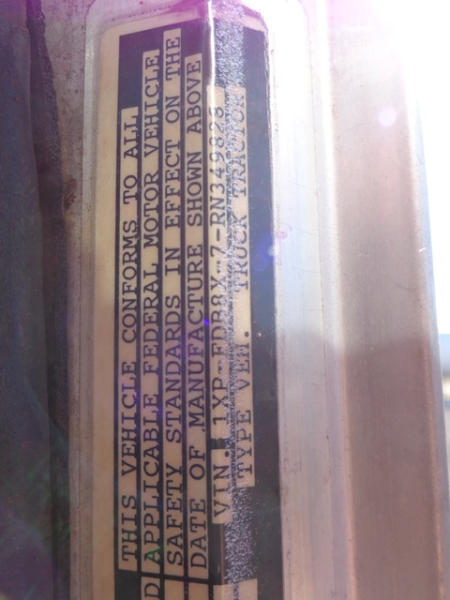 THIS VEHICLE CONFORMS TO ALL
APPLICABLE FEDERAL MOTOR VEHICLE
SAFETY STANDARDS IN EFFECT ON THE
DATE OF MANUFACTURE SHOWN ABOVE
VIN. 1XP-FDB8X-7-RN349828
TYPE VEH. TRUCK TRACTOR